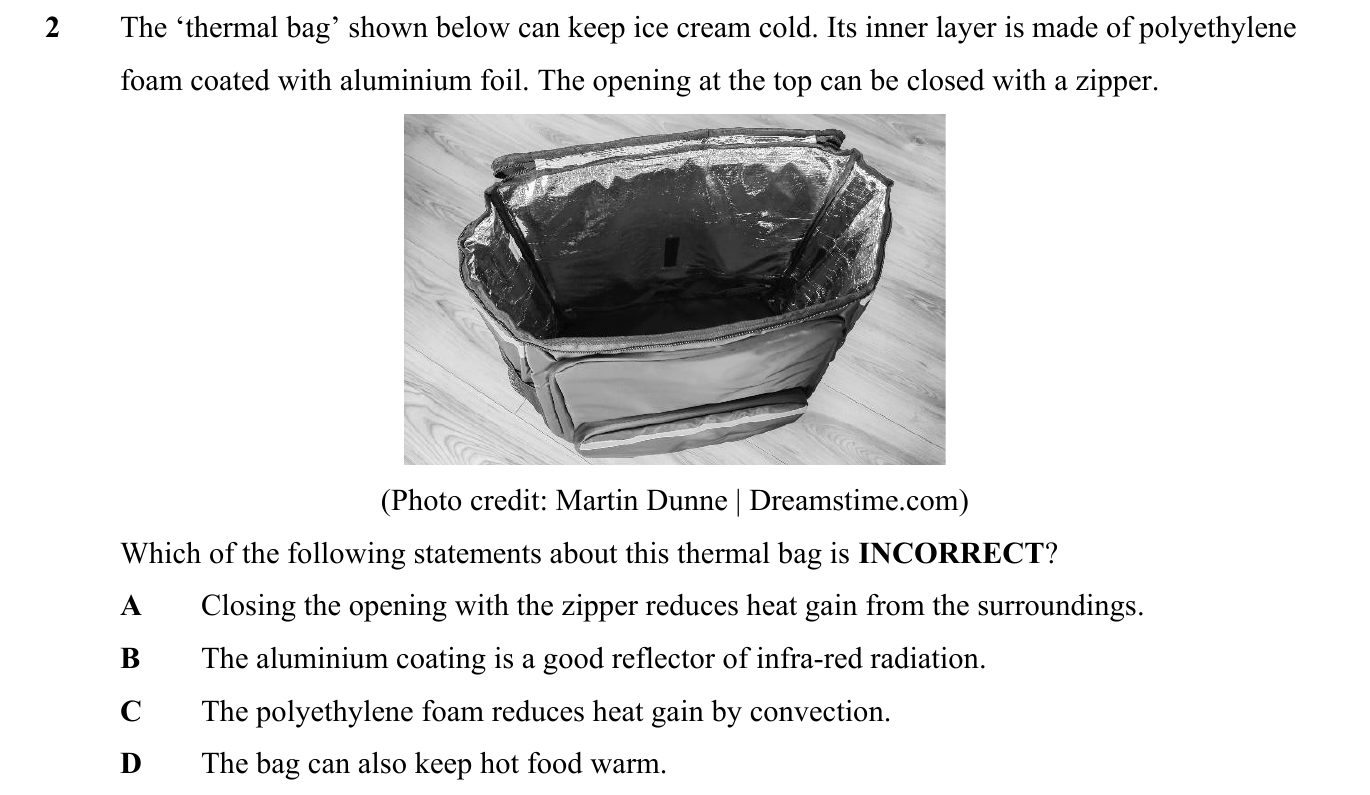 2 The ‘thermal bag’ shown below can keep ice cream cold. Its inner layer is made of polyethylene
foam coated with aluminium foil. The opening at the top can be closed with a zipper.
(Photo credit: Martin Dunne | Dreamstime.com)
Which of the following statements about this thermal bag is INCORRECT?
A Closing the opening with the zipper reduces heat gain from the surroundings.
B The aluminium coating is a good reflector of infra-red radiation.
C The polyethylene foam reduces heat gain by convection.
D The bag can also keep hot food warm.